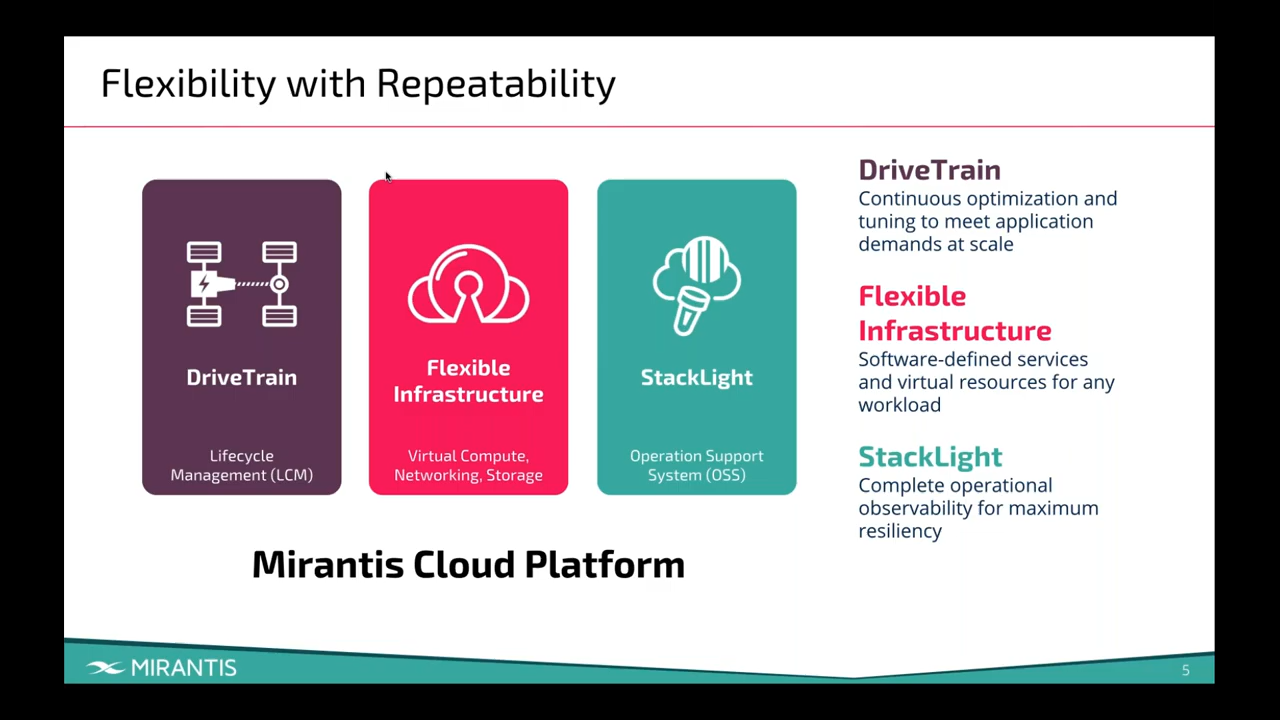 Flexibility with Repeatability
DriveTrain
Lifecycle
Management (LCM)
Flexible
Infrastructure
Virtual Compute,
Networking, Storage
StackLight
Operation Support
System (OSS)
Mirantis Cloud Platform
DriveTrain
Continuous optimization and
tuning to meet application
demands at scale
Flexible
Infrastructure
Software-defined services
and virtual resources for any
workload
StackLight
Complete operational
observability for maximum
resiliency
MIRANTIS
5